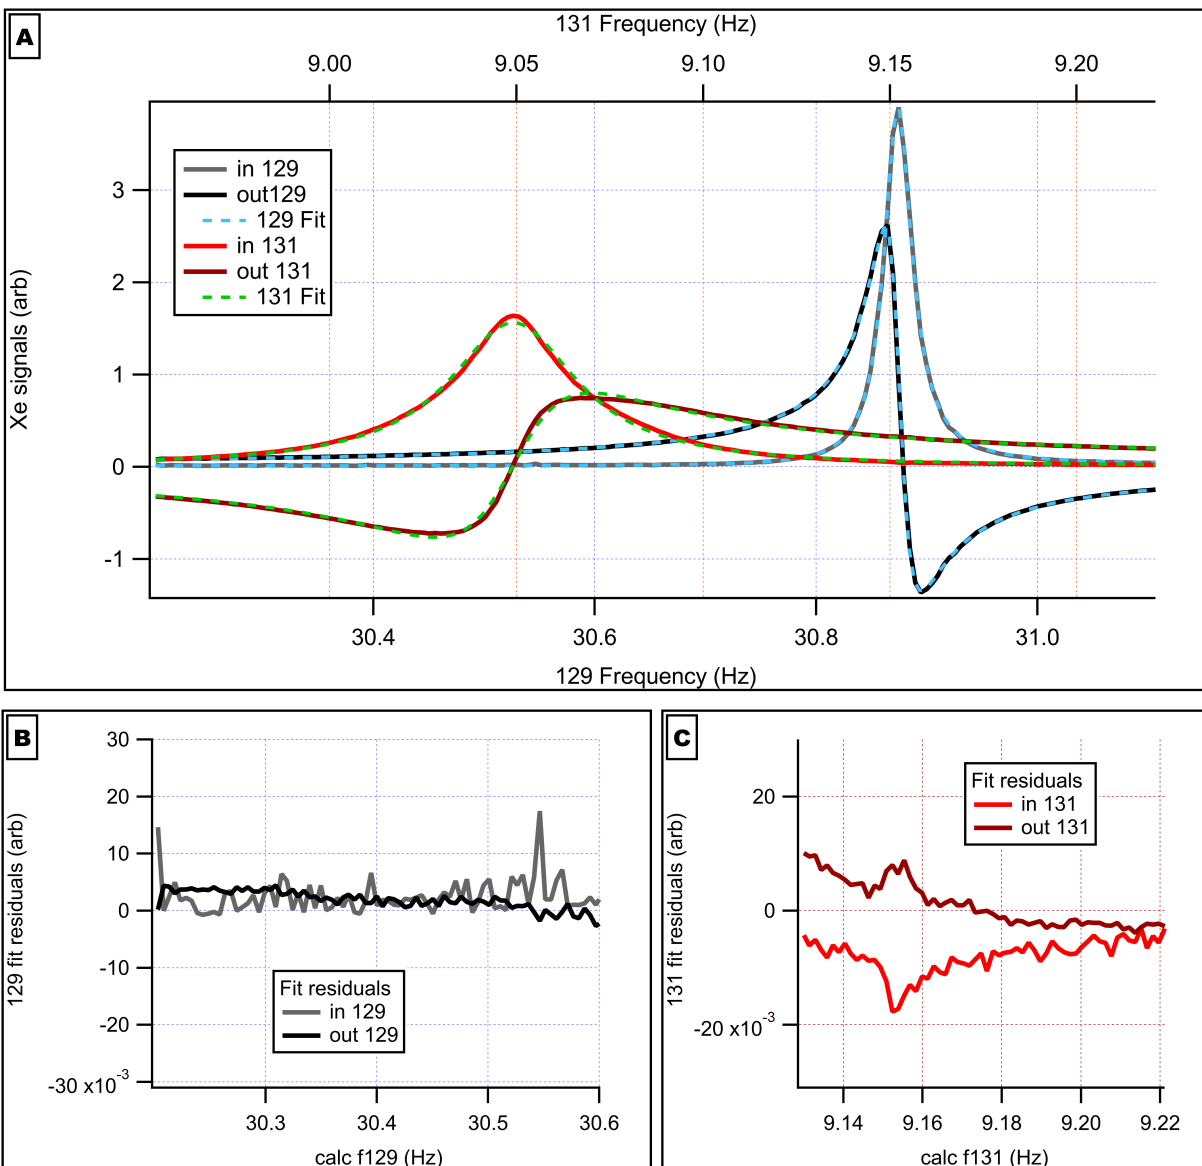 A
131 Frequency (Hz)
9.00 9.05 9.10 9.15 9.20
Xe signals (arb)
3
2
1
0
-1
in 129
out129
129 Fit
in 131
out 131
131 Fit
30.4 30.6 30.8 31.0
129 Frequency (Hz)
B
129 fit residuals (arb)
30
20
10
0
-10
-20
-30 x10⁻³
Fit residuals
in 129
out 129
30.3 30.4 30.5 30.6
calc f129 (Hz)
C
131 fit residuals (arb)
20
0
-20 x10⁻³
Fit residuals
in 131
out 131
9.14 9.16 9.18 9.20 9.22
calc f131 (Hz)